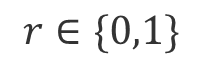 r ∈ {0,1}